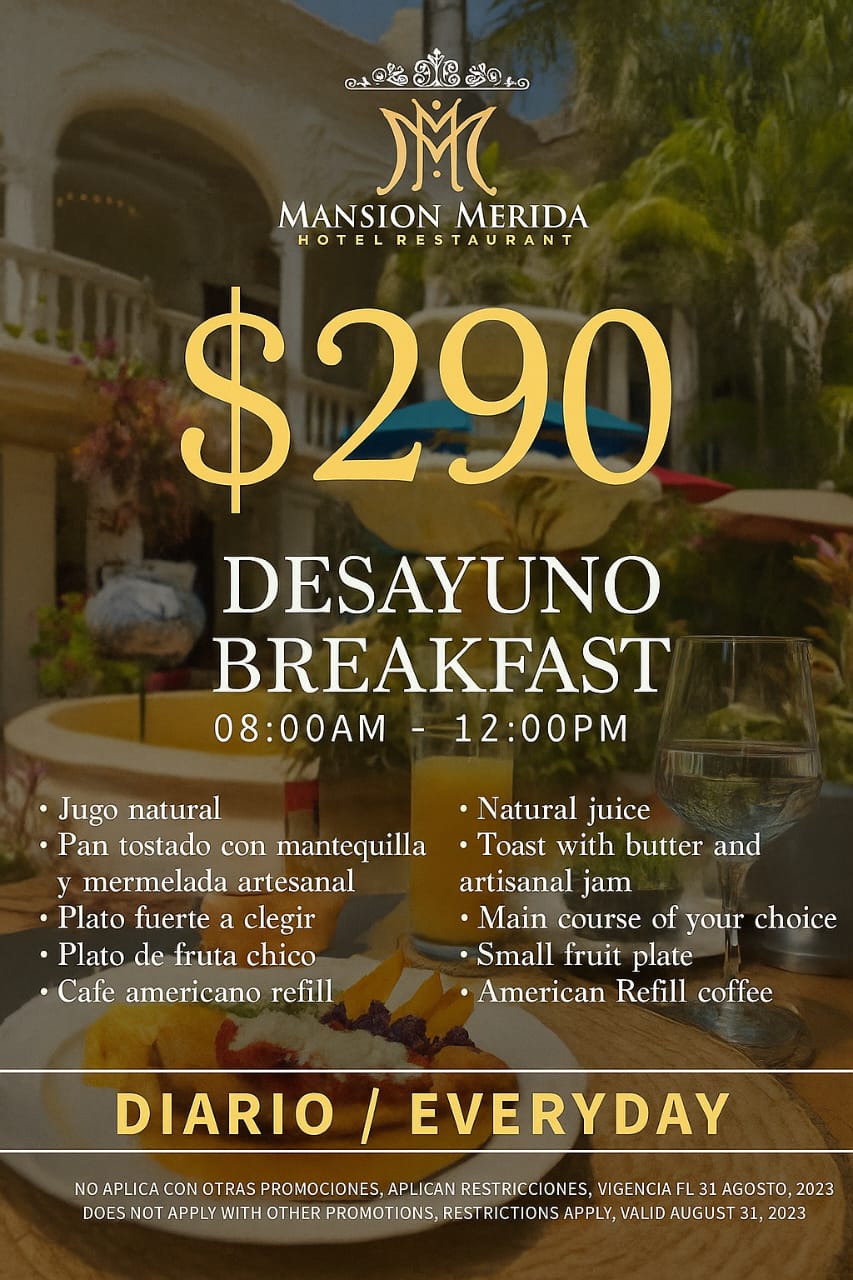 MANSION MERIDA
HOTEL RESTAURANT
$290
DESAYUNO
BREAKFAST
08:00AM - 12:00PM
• Jugo natural
• Pan tostado con mantequilla
y mermelada artesanal
• Plato fuerte a clegir
• Plato de fruta chico
• Cafe americano refill
• Natural juice
• Toast with butter and
artisanal jam
• Main course of your choice
• Small fruit plate
• American Refill coffee
DIARIO / EVERYDAY
NO APLICA CON OTRAS PROMOCIONES, APLICAN RESTRICCIONES, VIGENCIA FL 31 AGOSTO, 2023
DOES NOT APPLY WITH OTHER PROMOTIONS, RESTRICTIONS APPLY, VALID AUGUST 31, 2023